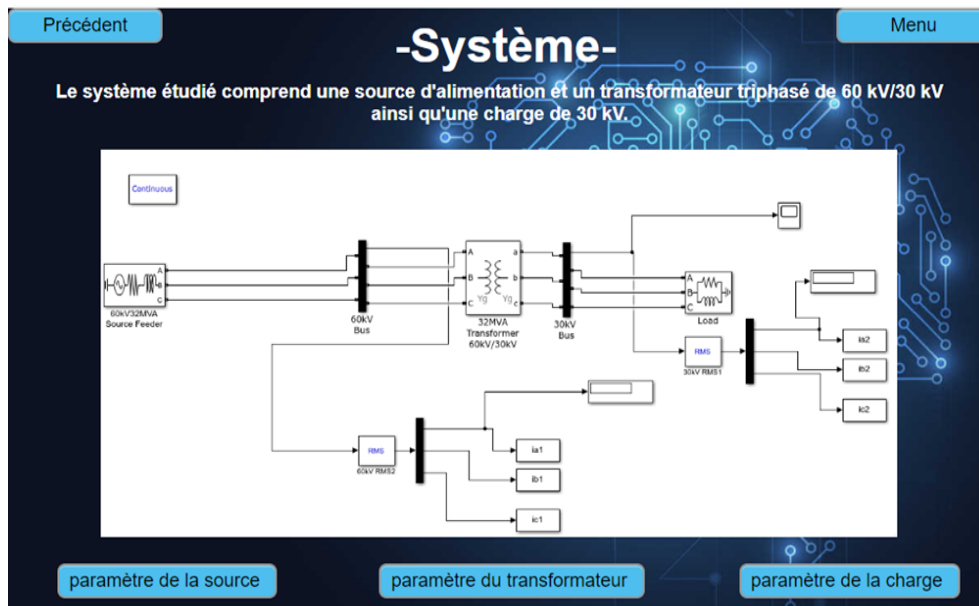 Précédent
Menu
-Système-
Le système étudié comprend une source d'alimentation et un transformateur triphasé de 60 kV/30 kV
ainsi qu'une charge de 30 kV.
Continuous
A
B
C
60kV32MVA
Source Feeder
60kV
Bus
A
B
C
a
b
c
Yg Yg
32MVA
Transformer
60kV/30kV
30kV
Bus
A
B
C
Load
RMS
30kV RMS1
ia2
ib2
ic2
RMS
60kV RMS2
ia1
ib1
ic1
paramètre de la source
paramètre du transformateur
paramètre de la charge